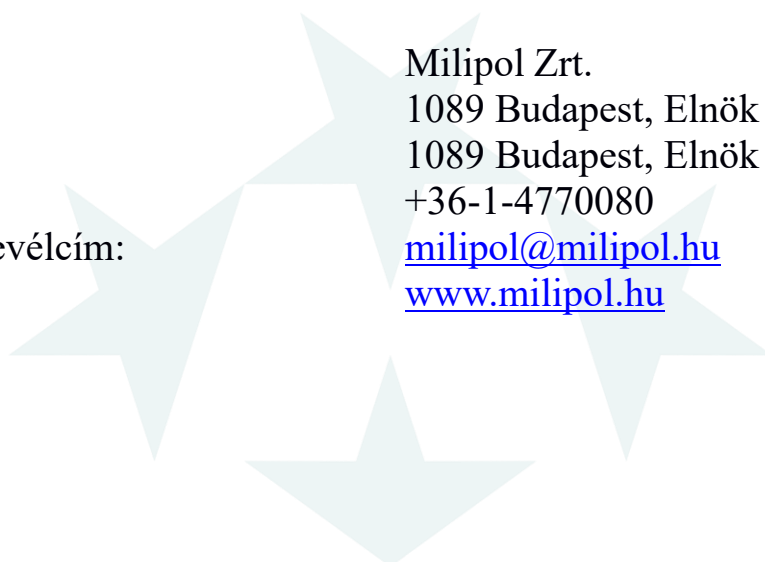 Milipol Zrt.
1089 Budapest, Elnök
1089 Budapest, Elnök
+36-1-4770080
evélcím: milipol@milipol.hu
www.milipol.hu